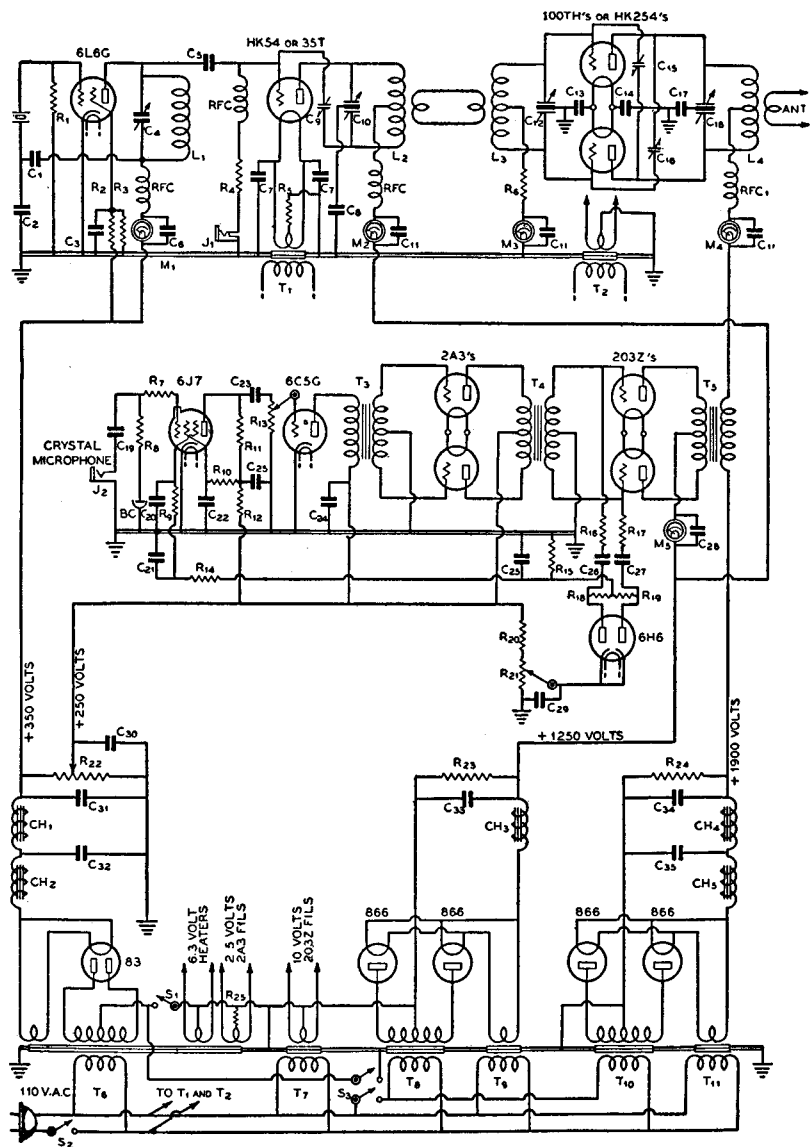 6L6G
C5
HK54 OR 35T
100TH'S OR HK254'S
R1
C4
L1
RFC
C9
C10
L2
L3
C12
C13
C14
C15
C16
C17
C18
L4
ANT
C1
C2
R2
R3
RFC
C3
C6
M1
R4
J1
C7
R5
C7
C8
RFC
M2
C11
R6
M3
C11
RFC1
M4
C11
T1
T2
CRYSTAL
MICROPHONE
J2
C19
R7
R8
BC
C20
R9
C21
6J7
C22
R10
R11
R12
C23
C25
R13
6C5G
C24
R14
T3
2A3'S
T4
203Z'S
T5
C25
R15
R16
R17
C26
C27
R18
R19
6H6
M5
C28
R20
R21
C29
+350 VOLTS
+250 VOLTS
+1250 VOLTS
+1900 VOLTS
C30
R22
C31
C32
CH1
CH2
R23
C33
CH3
R24
C34
C35
CH4
CH5
83
S1
6.3 VOLT
HEATERS
2.5 VOLTS
2A3 FILS
10 VOLTS
203Z FILS
R25
866
866
866
866
110 V.A.C.
S2
T6
TO T1 AND T2
T7
S3
T8
T9
T10
T11